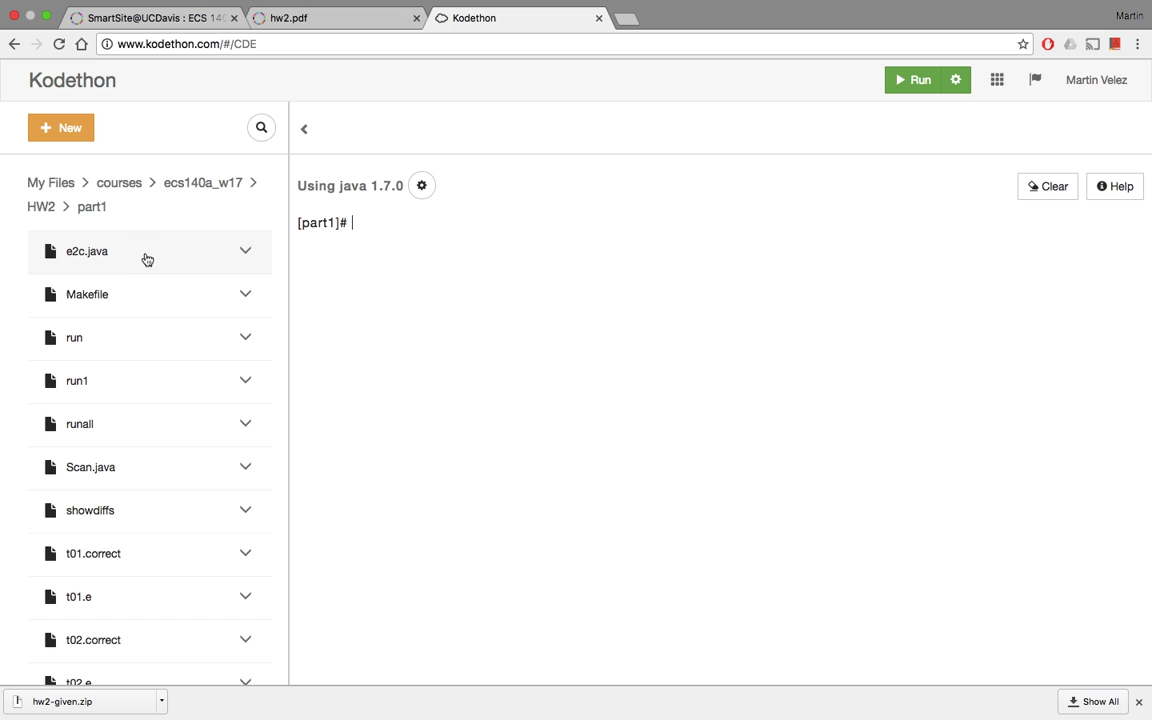 SmartSite@UCDavis : ECS 140
hw2.pdf
Kodethon
Martin
www.kodethon.com/#/CDE
Kodethon
Run
Martin Velez
New
My Files > courses > ecs140a_w17 >
HW2 > part1
Using java 1.7.0
Clear
Help
[part1]#
e2c.java
Makefile
run
run1
runall
Scan.java
showdiffs
t01.correct
t01.e
t02.correct
t02.e
hw2-given.zip
Show All